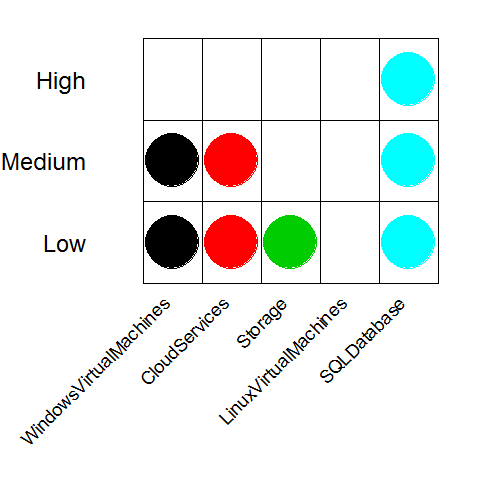 High
Medium
Low
WindowsVirtualMachines
CloudServices
Storage
LinuxVirtualMachines
SQLDatabase